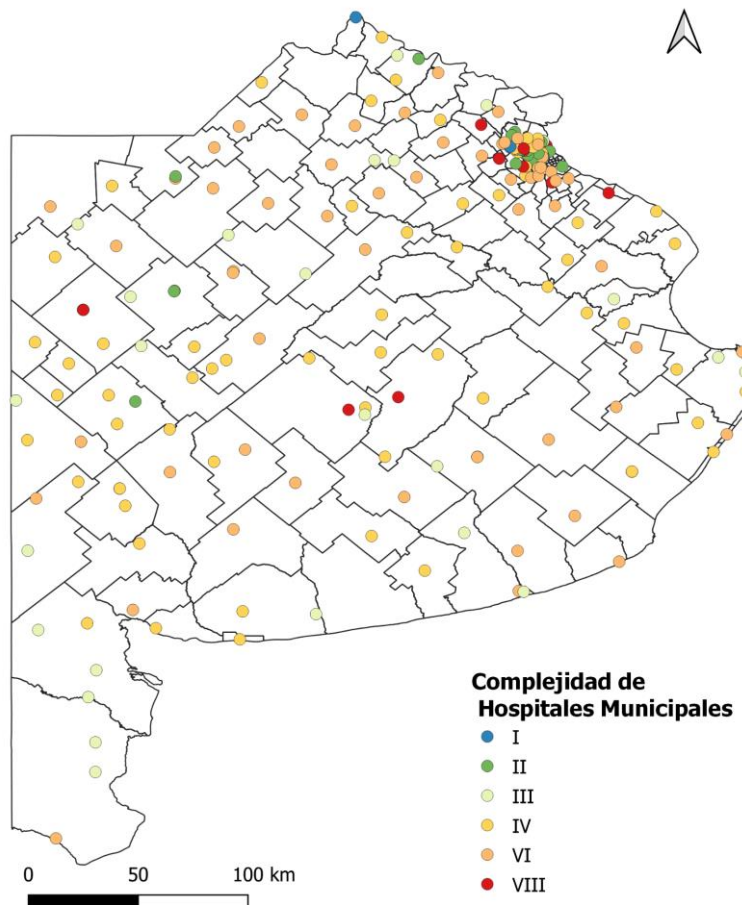 Complejidad de
Hospitales Municipales
I
II
III
IV
VI
VIII
0 50 100 km